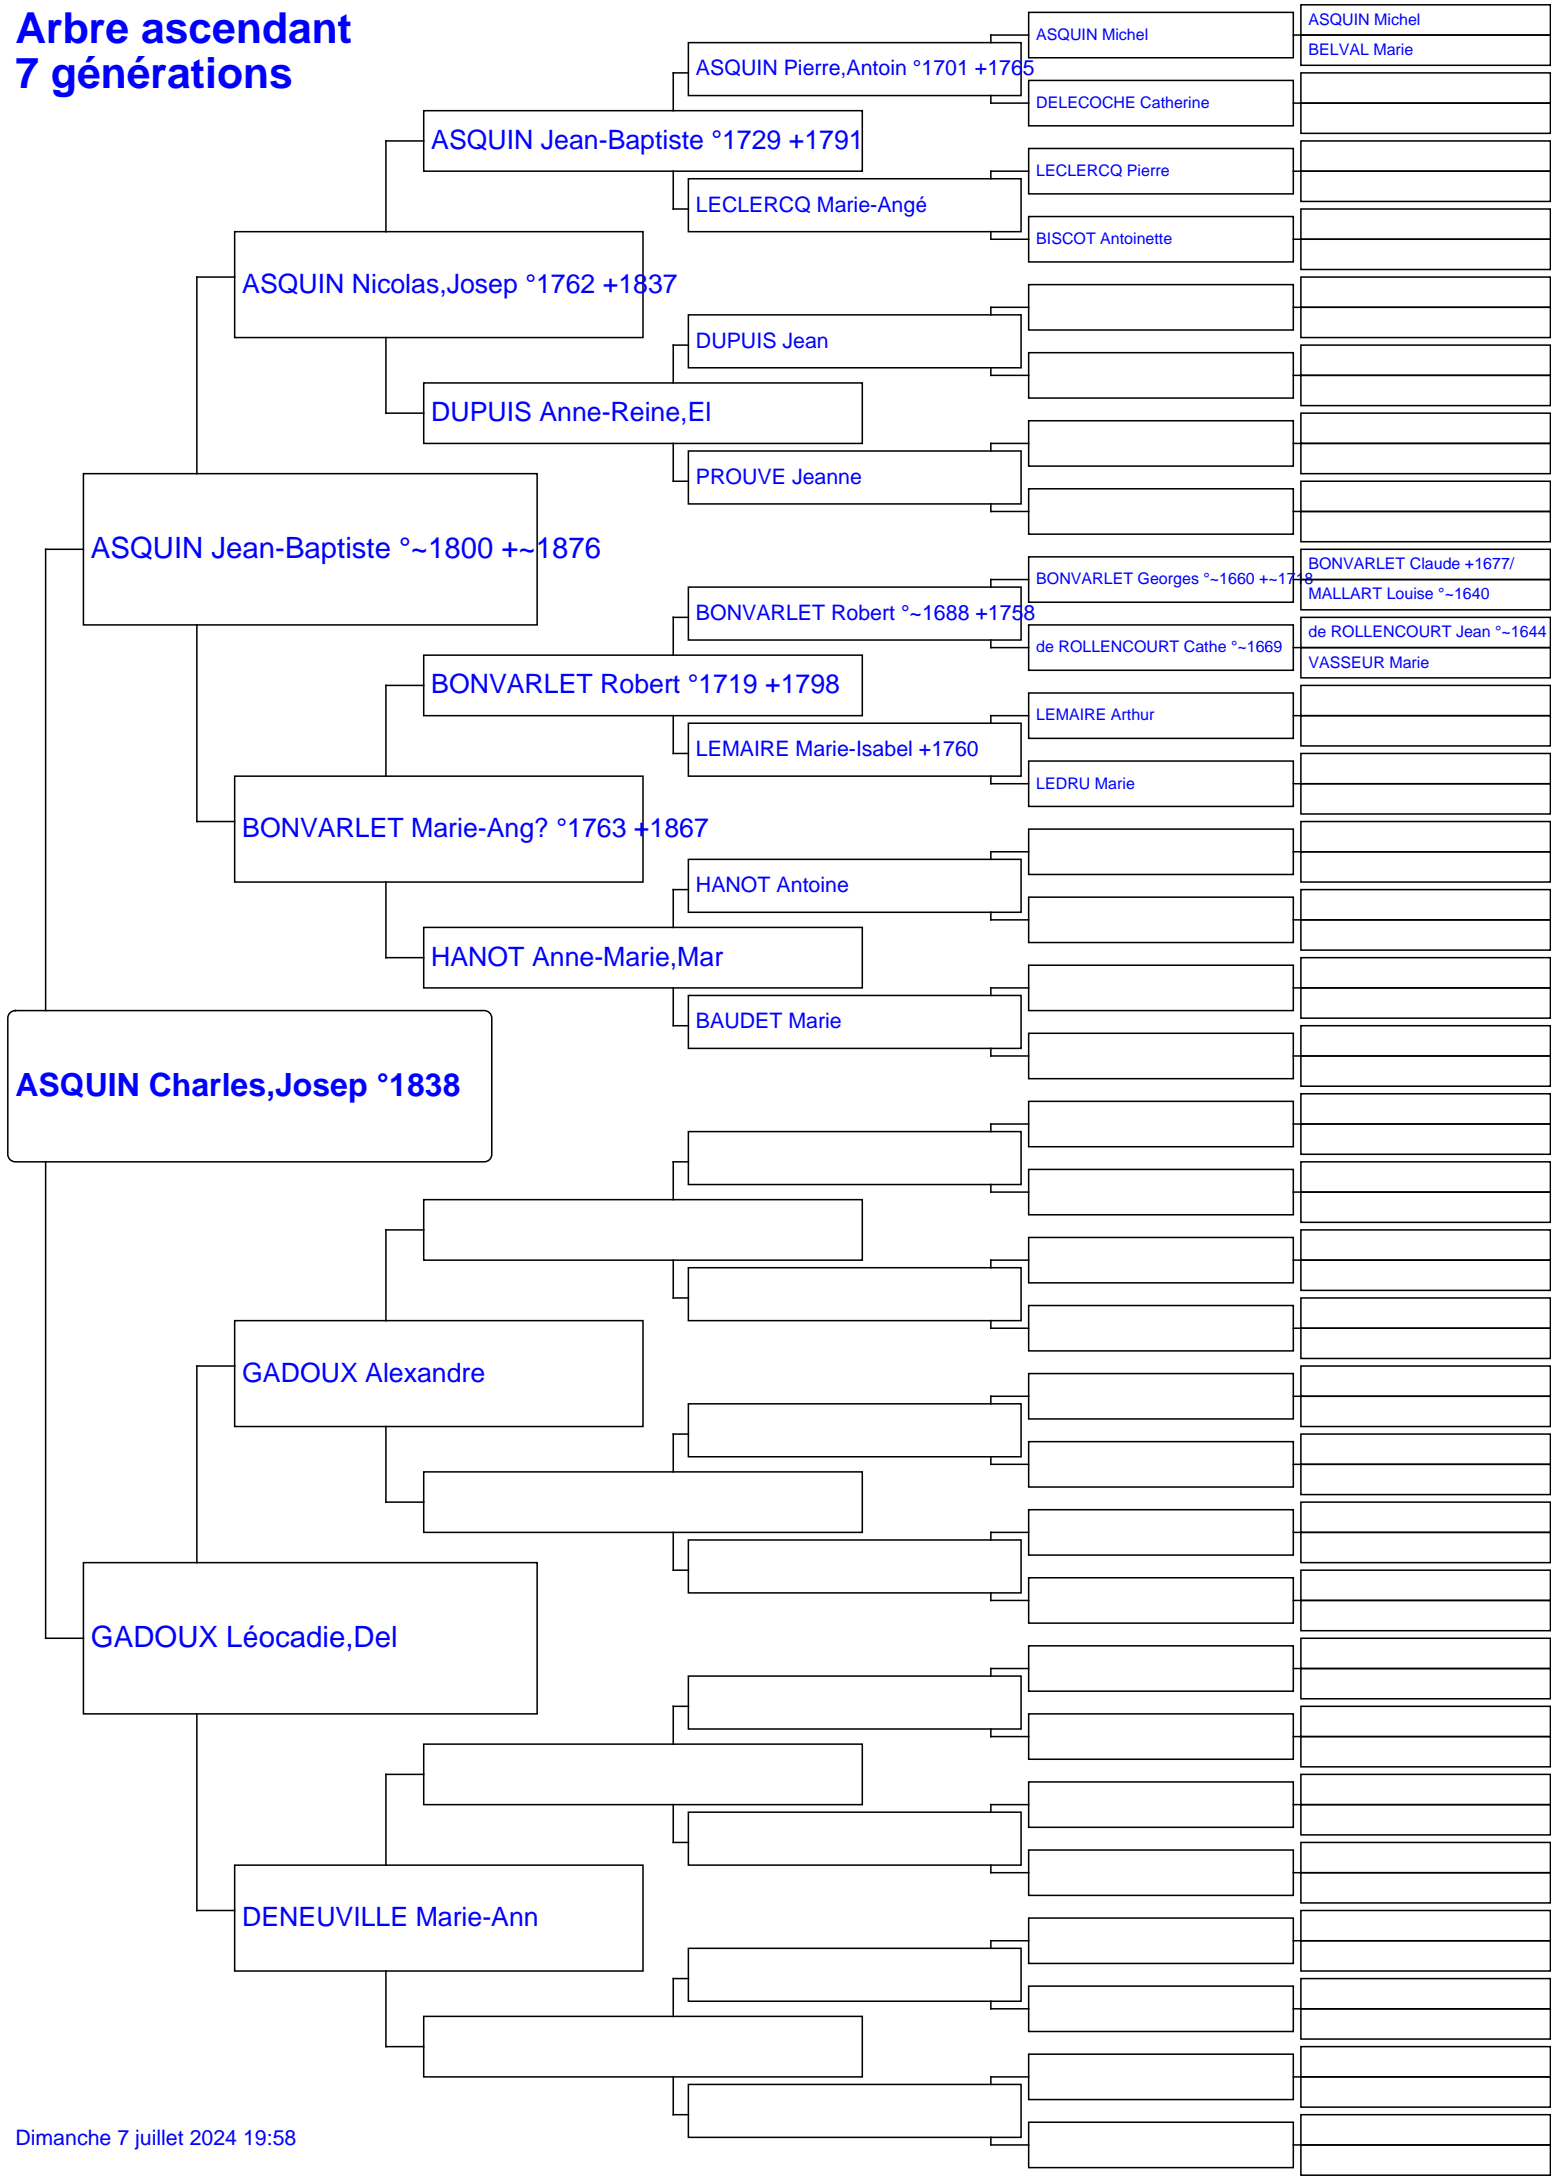 Arbre ascendant
7 générations
ASQUIN Michel
ASQUIN Michel
BELVAL Marie
ASQUIN Pierre,Antoin °1701 +1765
DELECOCHE Catherine
ASQUIN Jean-Baptiste °1729 +1791
LECLERCQ Pierre
LECLERCQ Marie-Angé
BISCOT Antoinette
ASQUIN Nicolas,Josep °1762 +1837
DUPUIS Jean
DUPUIS Anne-Reine,El
PROUVE Jeanne
ASQUIN Jean-Baptiste °~1800 +~1876
BONVARLET Claude +1677/
BONVARLET Georges °~1660 +~1718
MALLART Louise °~1640
BONVARLET Robert °~1688 +1758
de ROLLENCOURT Jean °~1644
de ROLLENCOURT Cathe °~1669
VASSEUR Marie
BONVARLET Robert °1719 +1798
LEMAIRE Arthur
LEMAIRE Marie-Isabel +1760
LEDRU Marie
BONVARLET Marie-Ang? °1763 +1867
HANOT Antoine
HANOT Anne-Marie,Mar
BAUDET Marie
ASQUIN Charles,Josep °1838
GADOUX Alexandre
GADOUX Léocadie,Del
DENEUVILLE Marie-Ann
Dimanche 7 juillet 2024 19:58